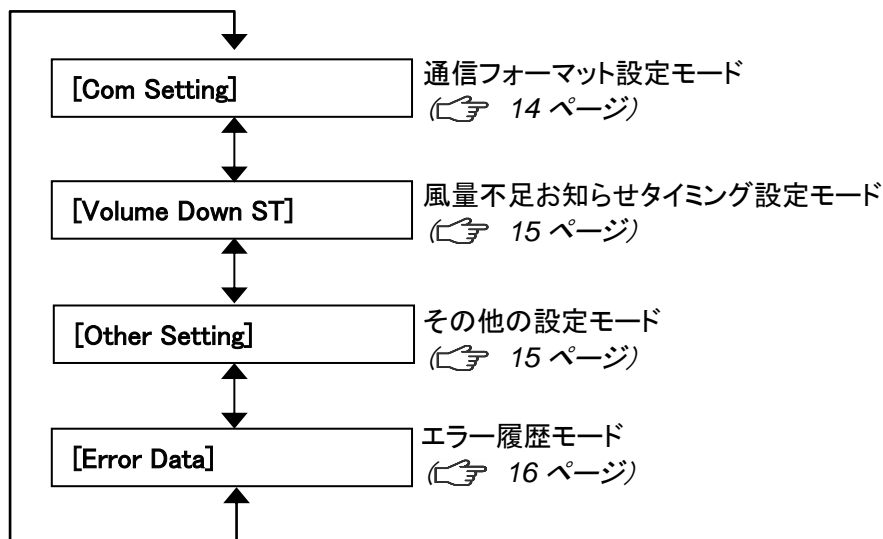 [Com Setting]
通信フォーマット設定モード
(☞ 14 ページ)
[Volume Down ST]
風量不足お知らせタイミング設定モード
(☞ 15 ページ)
[Other Setting]
その他の設定モード
(☞ 15 ページ)
[Error Data]
エラー履歴モード
(☞ 16 ページ)